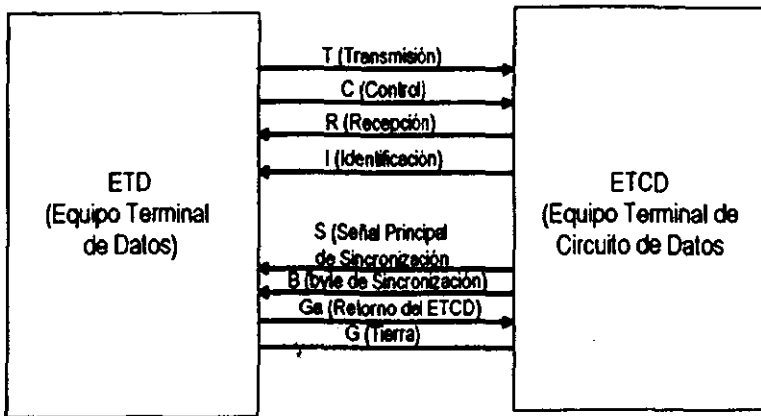 T (Transmisión)
C (Control)
R (Recepción)
I (Identificación)
ETD
(Equipo Terminal
de Datos)
ETCD
(Equipo Terminal de
Circuito de Datos
S (Señal Principal
de Sincronización
B (byte de Sincronización)
Ga (Retorno del ETCD)
G (Tierra)